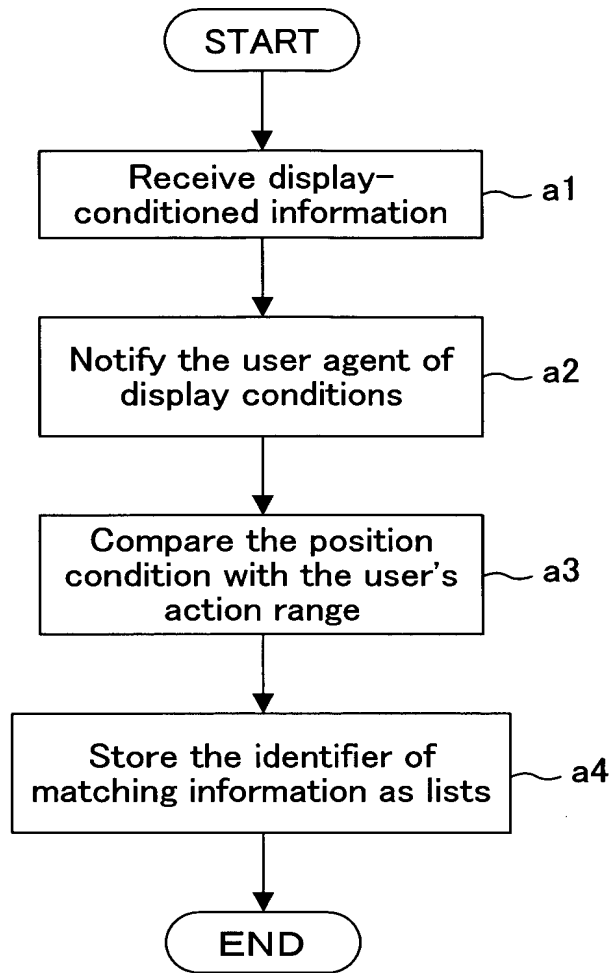 START
Receive display-
conditioned information
a1
Notify the user agent of
display conditions
a2
Compare the position
condition with the user's
action range
a3
Store the identifier of
matching information as lists
a4
END